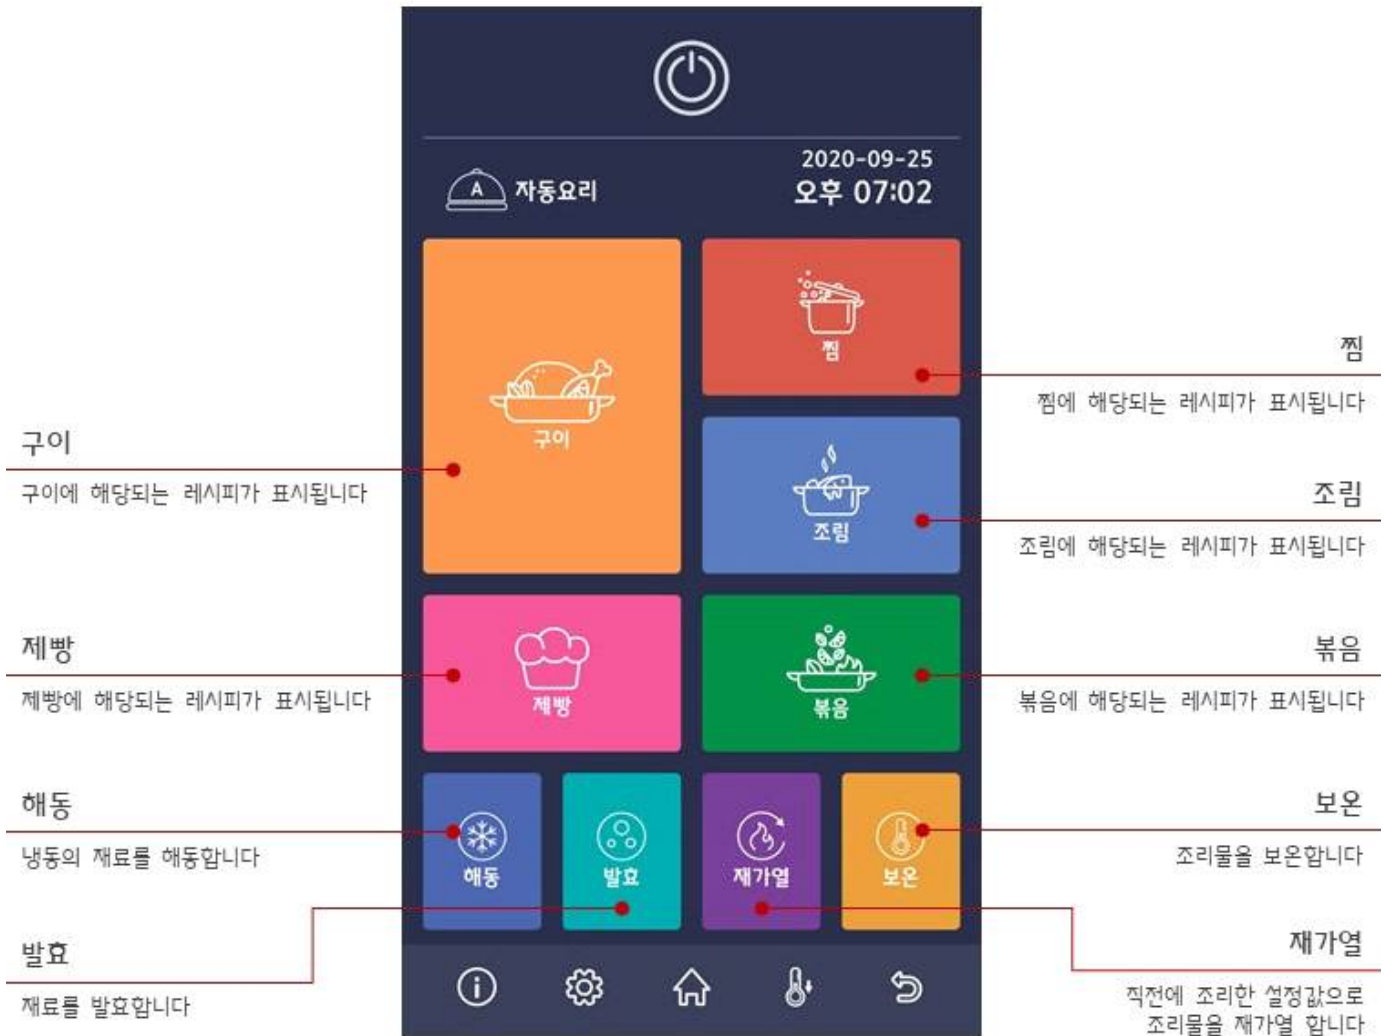 2020-09-25
A 자동요리
오후 07:02
구이
찜
조림
제빵
볶음
해동
발효
재가열
보온
구이
구이에 해당되는 레시피가 표시됩니다
제빵
제빵에 해당되는 레시피가 표시됩니다
해동
냉동의 재료를 해동합니다
발효
재료를 발효합니다
찜
찜에 해당되는 레시피가 표시됩니다
조림
조림에 해당되는 레시피가 표시됩니다
볶음
볶음에 해당되는 레시피가 표시됩니다
보온
조리물을 보온합니다
재가열
직전에 조리한 설정값으로
조리물을 재가열 합니다